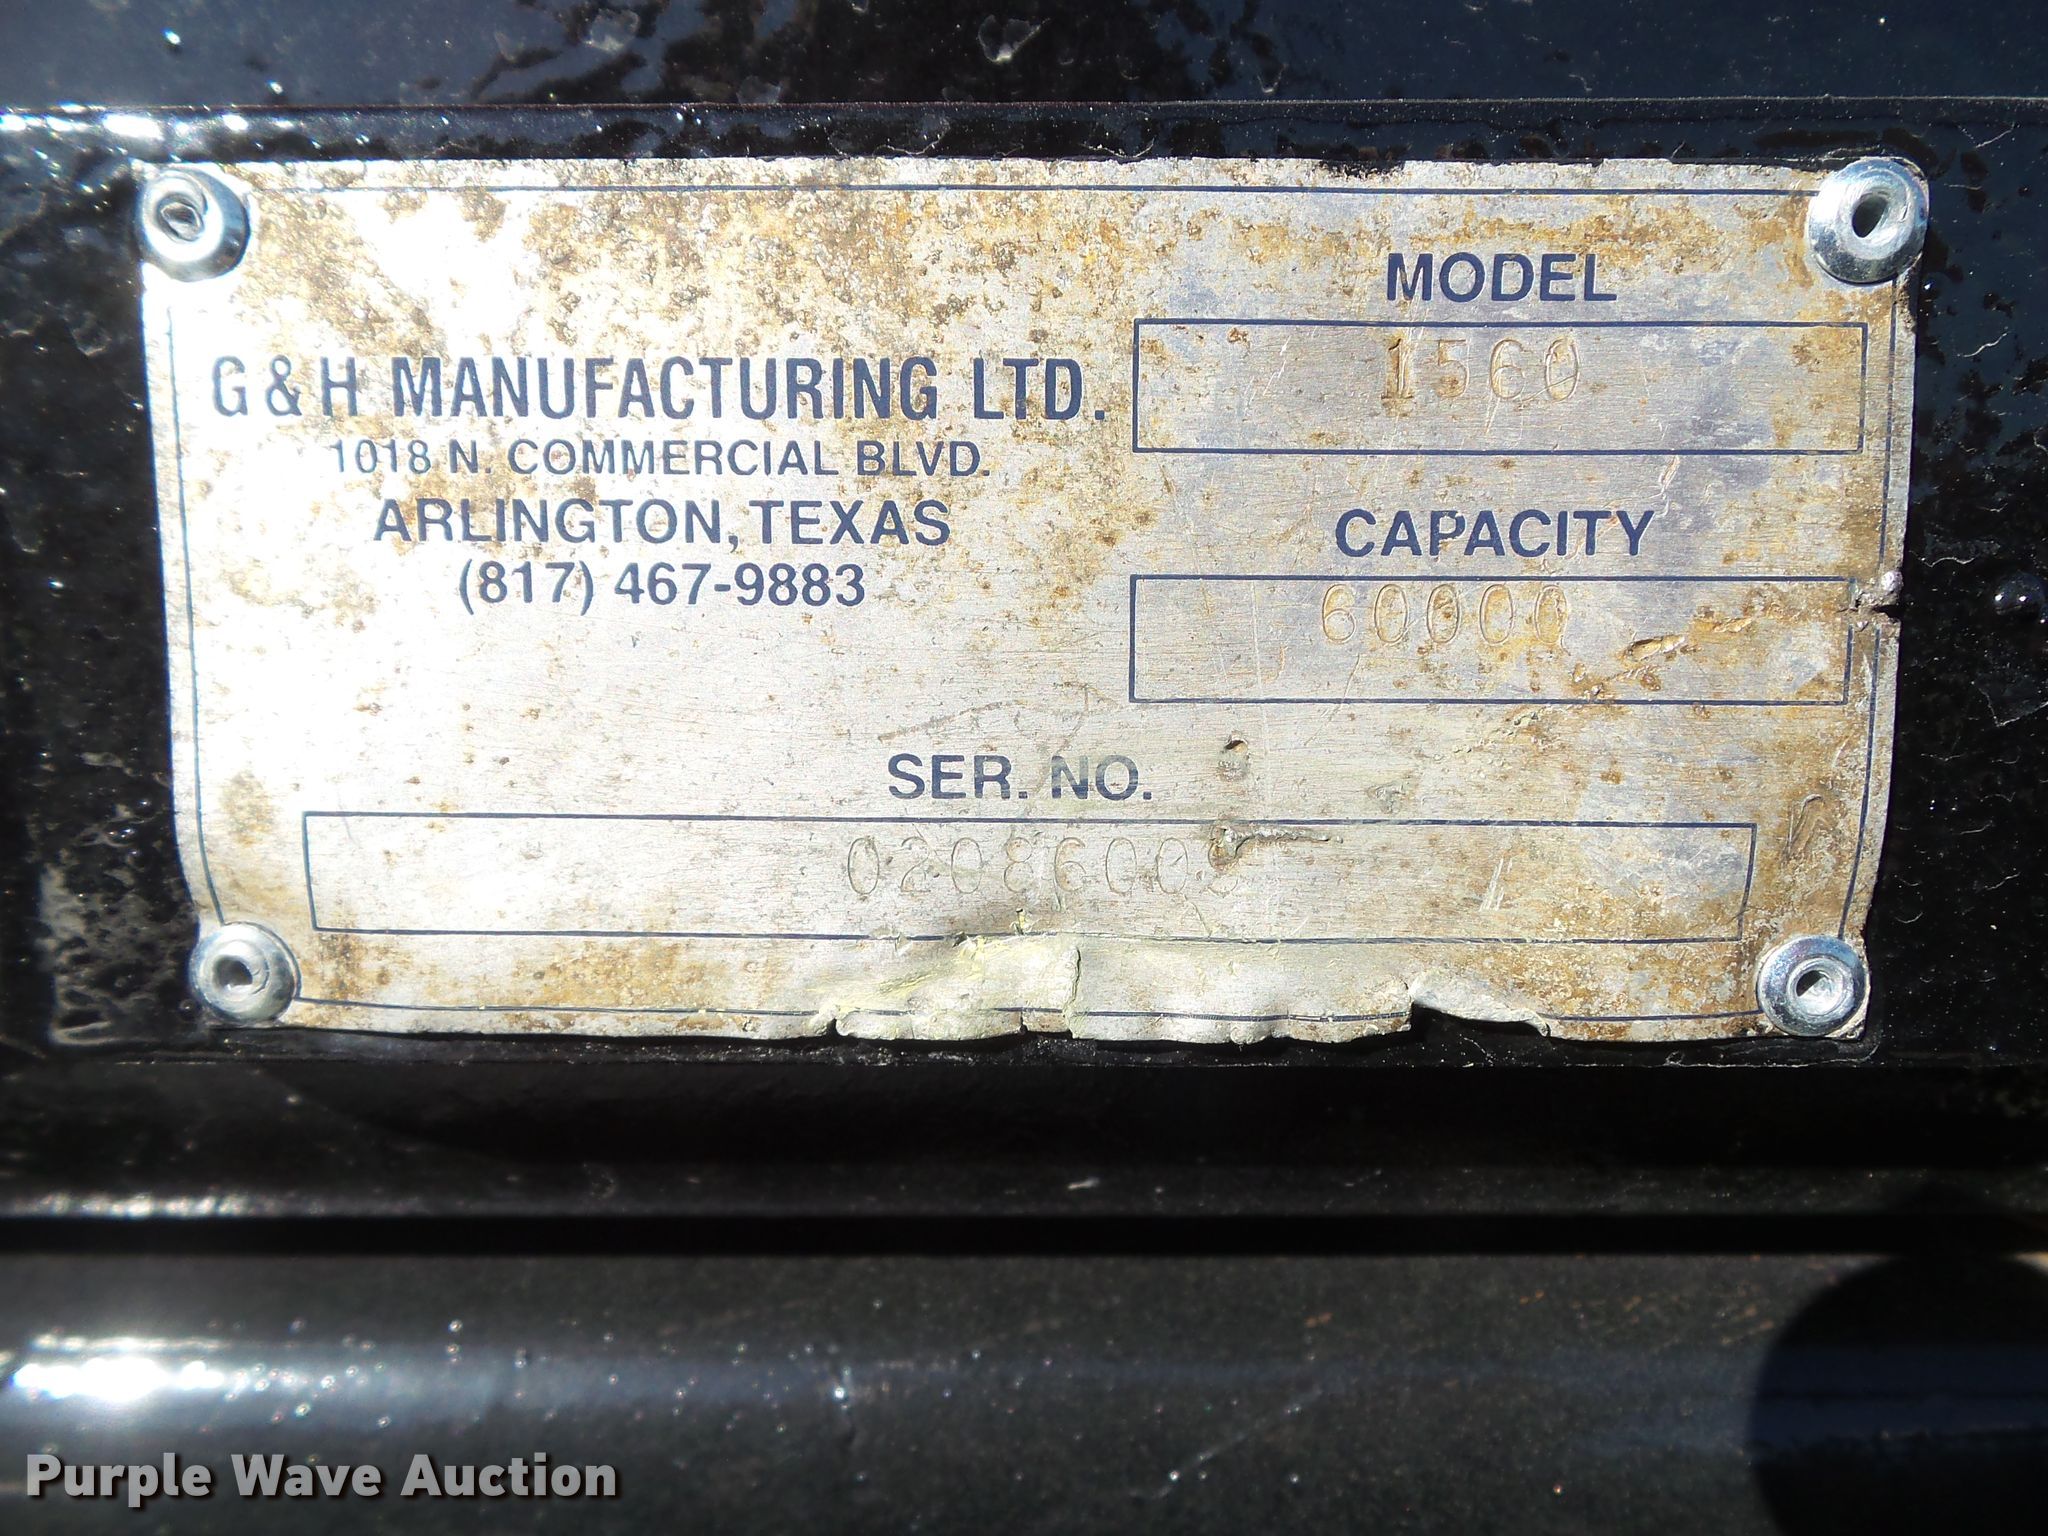 MODEL
1560
G & H MANUFACTURING LTD.
1018 N. COMMERCIAL BLVD.
ARLINGTON, TEXAS
(817) 467-9883
CAPACITY
60000
SER. NO.
Purple Wave Auction